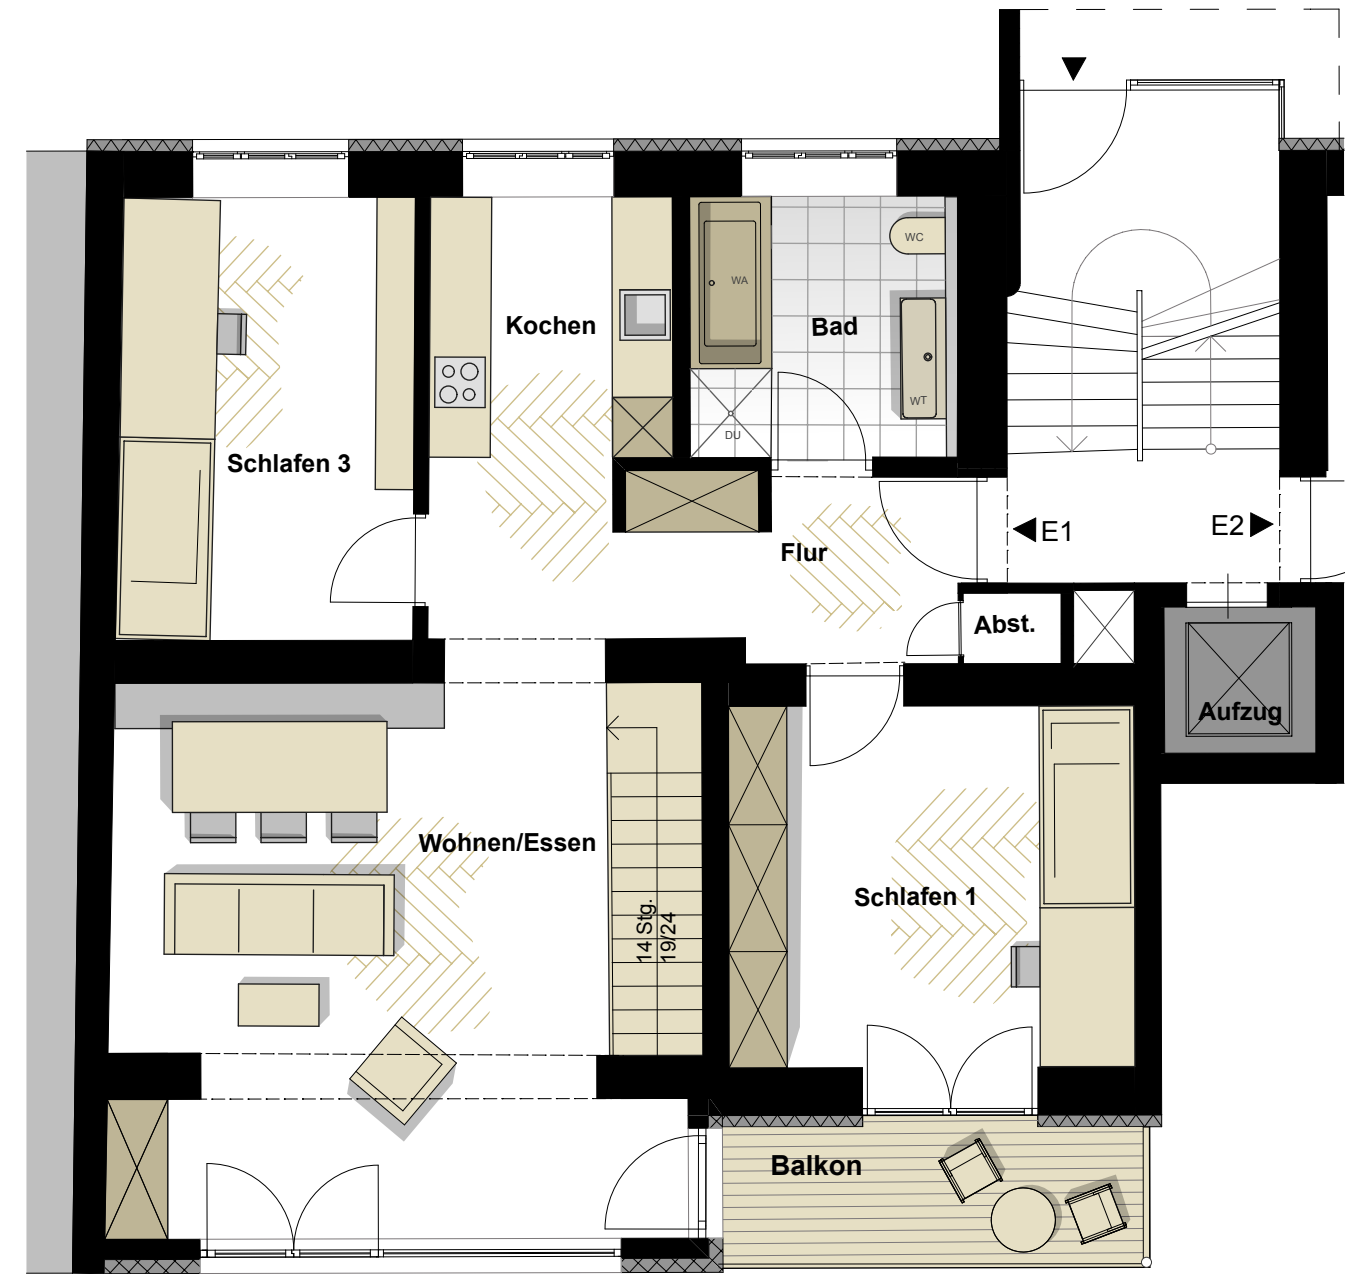 WC
WA
Kochen
Bad
WT
DU
Schlafen 3
E1
E2
Flur
Abst.
Aufzug
Wohnen/Essen
14 Stg.
19/24
Schlafen 1
Balkon